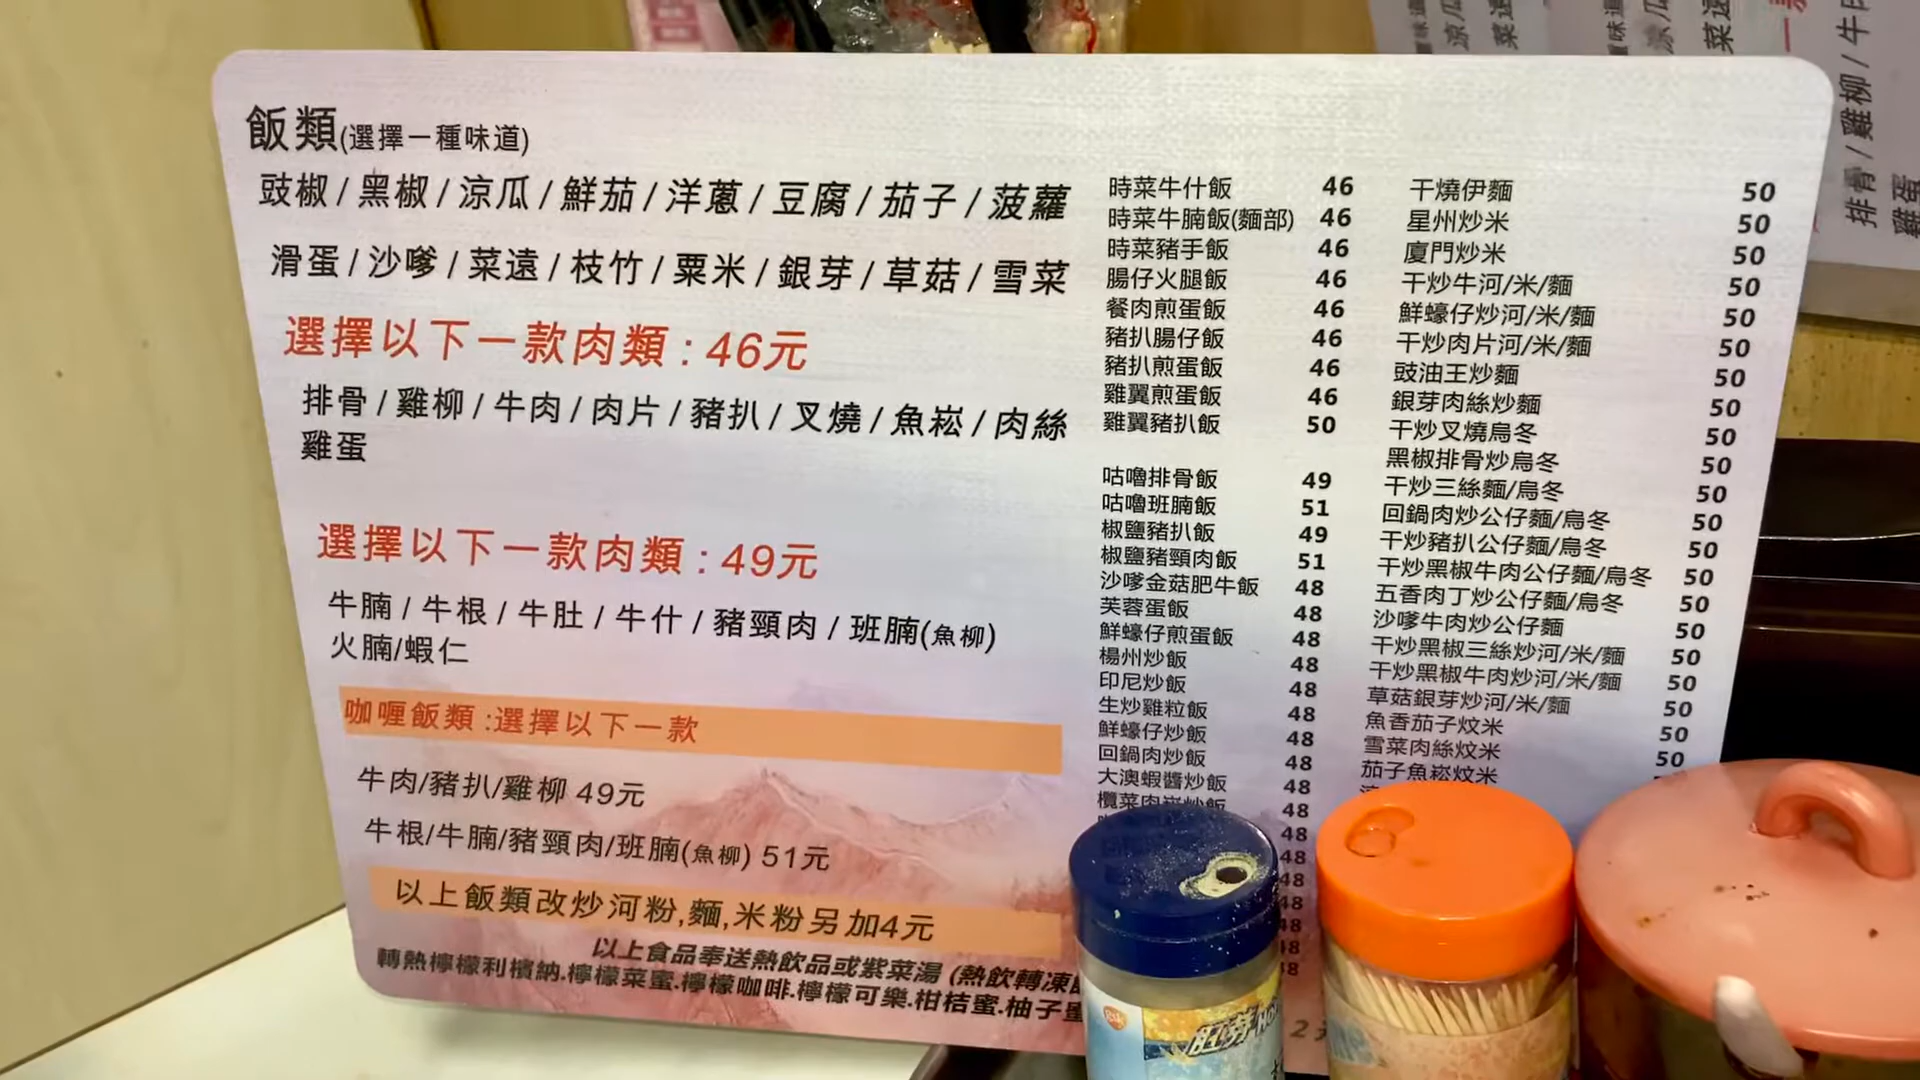 飯類(選擇一種味道)
豉椒/黑椒/涼瓜/鮮茄/洋蔥/豆腐/茄子/菠蘿
滑蛋/沙嗲/菜遠/枝竹/粟米/銀芽/草菇/雪菜
選擇以下一款肉類:46元
排骨/雞柳/牛肉/肉片/豬扒/叉燒/魚崧/肉絲
雞蛋
選擇以下一款肉類:49元
牛腩/牛根/牛肚/牛什/豬頸肉/班腩(魚柳)
火腩/蝦仁
咖喱飯類:選擇以下一款
牛肉/豬扒/雞柳 49元
牛根/牛腩/豬頸肉/班腩(魚柳) 51元
以上飯類改炒河粉,麵,米粉另加4元
以上食品奉送熱飲品或紫菜湯 (熱飲轉凍
轉熱檸檬利檳納.檸檬菜蜜.檸檬咖啡.檸檬可樂.柑桔蜜.柚子
時菜牛什飯 46
時菜牛腩飯(麵部) 46
時菜豬手飯 46
腸仔火腿飯 46
餐肉煎蛋飯 46
豬扒腸仔飯 46
豬扒煎蛋飯 46
雞翼煎蛋飯 46
雞翼豬扒飯 50
咕嚕排骨飯 49
咕嚕班腩飯 51
椒鹽豬扒飯 49
椒鹽豬頸肉飯 51
沙嗲金菇肥牛飯 48
芙蓉蛋飯 48
鮮蠔仔煎蛋飯 48
楊州炒飯 48
印尼炒飯 48
生炒雞粒飯 48
鮮蠔仔炒飯 48
回鍋肉炒飯 48
大澳蝦醬炒飯 48
欖菜肉崧炒飯 48
48
48
48
48
48
干燒伊麵 50
星州炒米 50
廈門炒米 50
干炒牛河/米/麵 50
鮮蠔仔炒河/米/麵 50
干炒肉片河/米/麵 50
豉油王炒麵 50
銀芽肉絲炒麵 50
干炒叉燒烏冬 50
黑椒排骨炒烏冬 50
干炒三絲麵/烏冬 50
回鍋肉炒公仔麵/烏冬 50
干炒豬扒公仔麵/烏冬 50
干炒黑椒牛肉公仔麵/烏冬 50
五香肉丁炒公仔麵/烏冬 50
沙嗲牛肉炒公仔麵 50
干炒黑椒三絲炒河/米/麵 50
干炒黑椒牛肉炒河/米/麵 50
草菇銀芽炒河/米/麵 50
魚香茄子炆米 50
雪菜肉絲炆米 50
茄子魚崧炆米
旺芽
排骨/雞柳/牛
雞蛋
涼瓜
菜遠